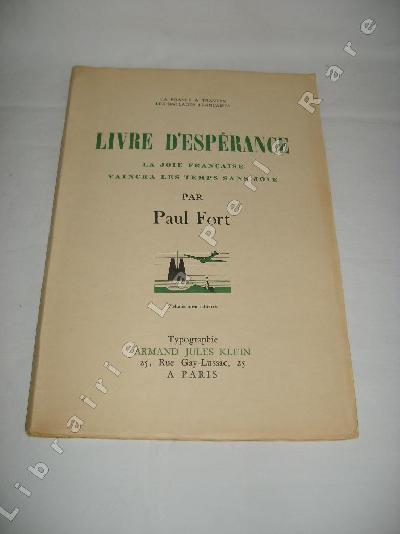 LA FRANCE A TRAVERS
LES BALLADES FRANÇAISES
LIVRE D'ESPÉRANCE
LA JOIE FRANÇAISE
VAINCRA LES TEMPS SANS JOIE
PAR
Paul Fort
Typographie
ARMAND JULES KLEIN
25, Rue Gay-Lussac, 25
A PARIS
Librairie Le Perle Rare